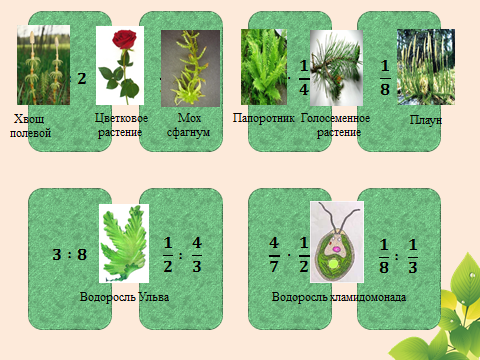 : 2
· 1/4
1/8
Хвощ полевой
Цветковое растение
Мох сфагнум
Папоротник
Голосеменное растение
Плаун
3 : 8
1/2 : 4/3
4/7 · 1/2
1/8 : 1/3
Водоросль Ульва
Водоросль хламидомонада